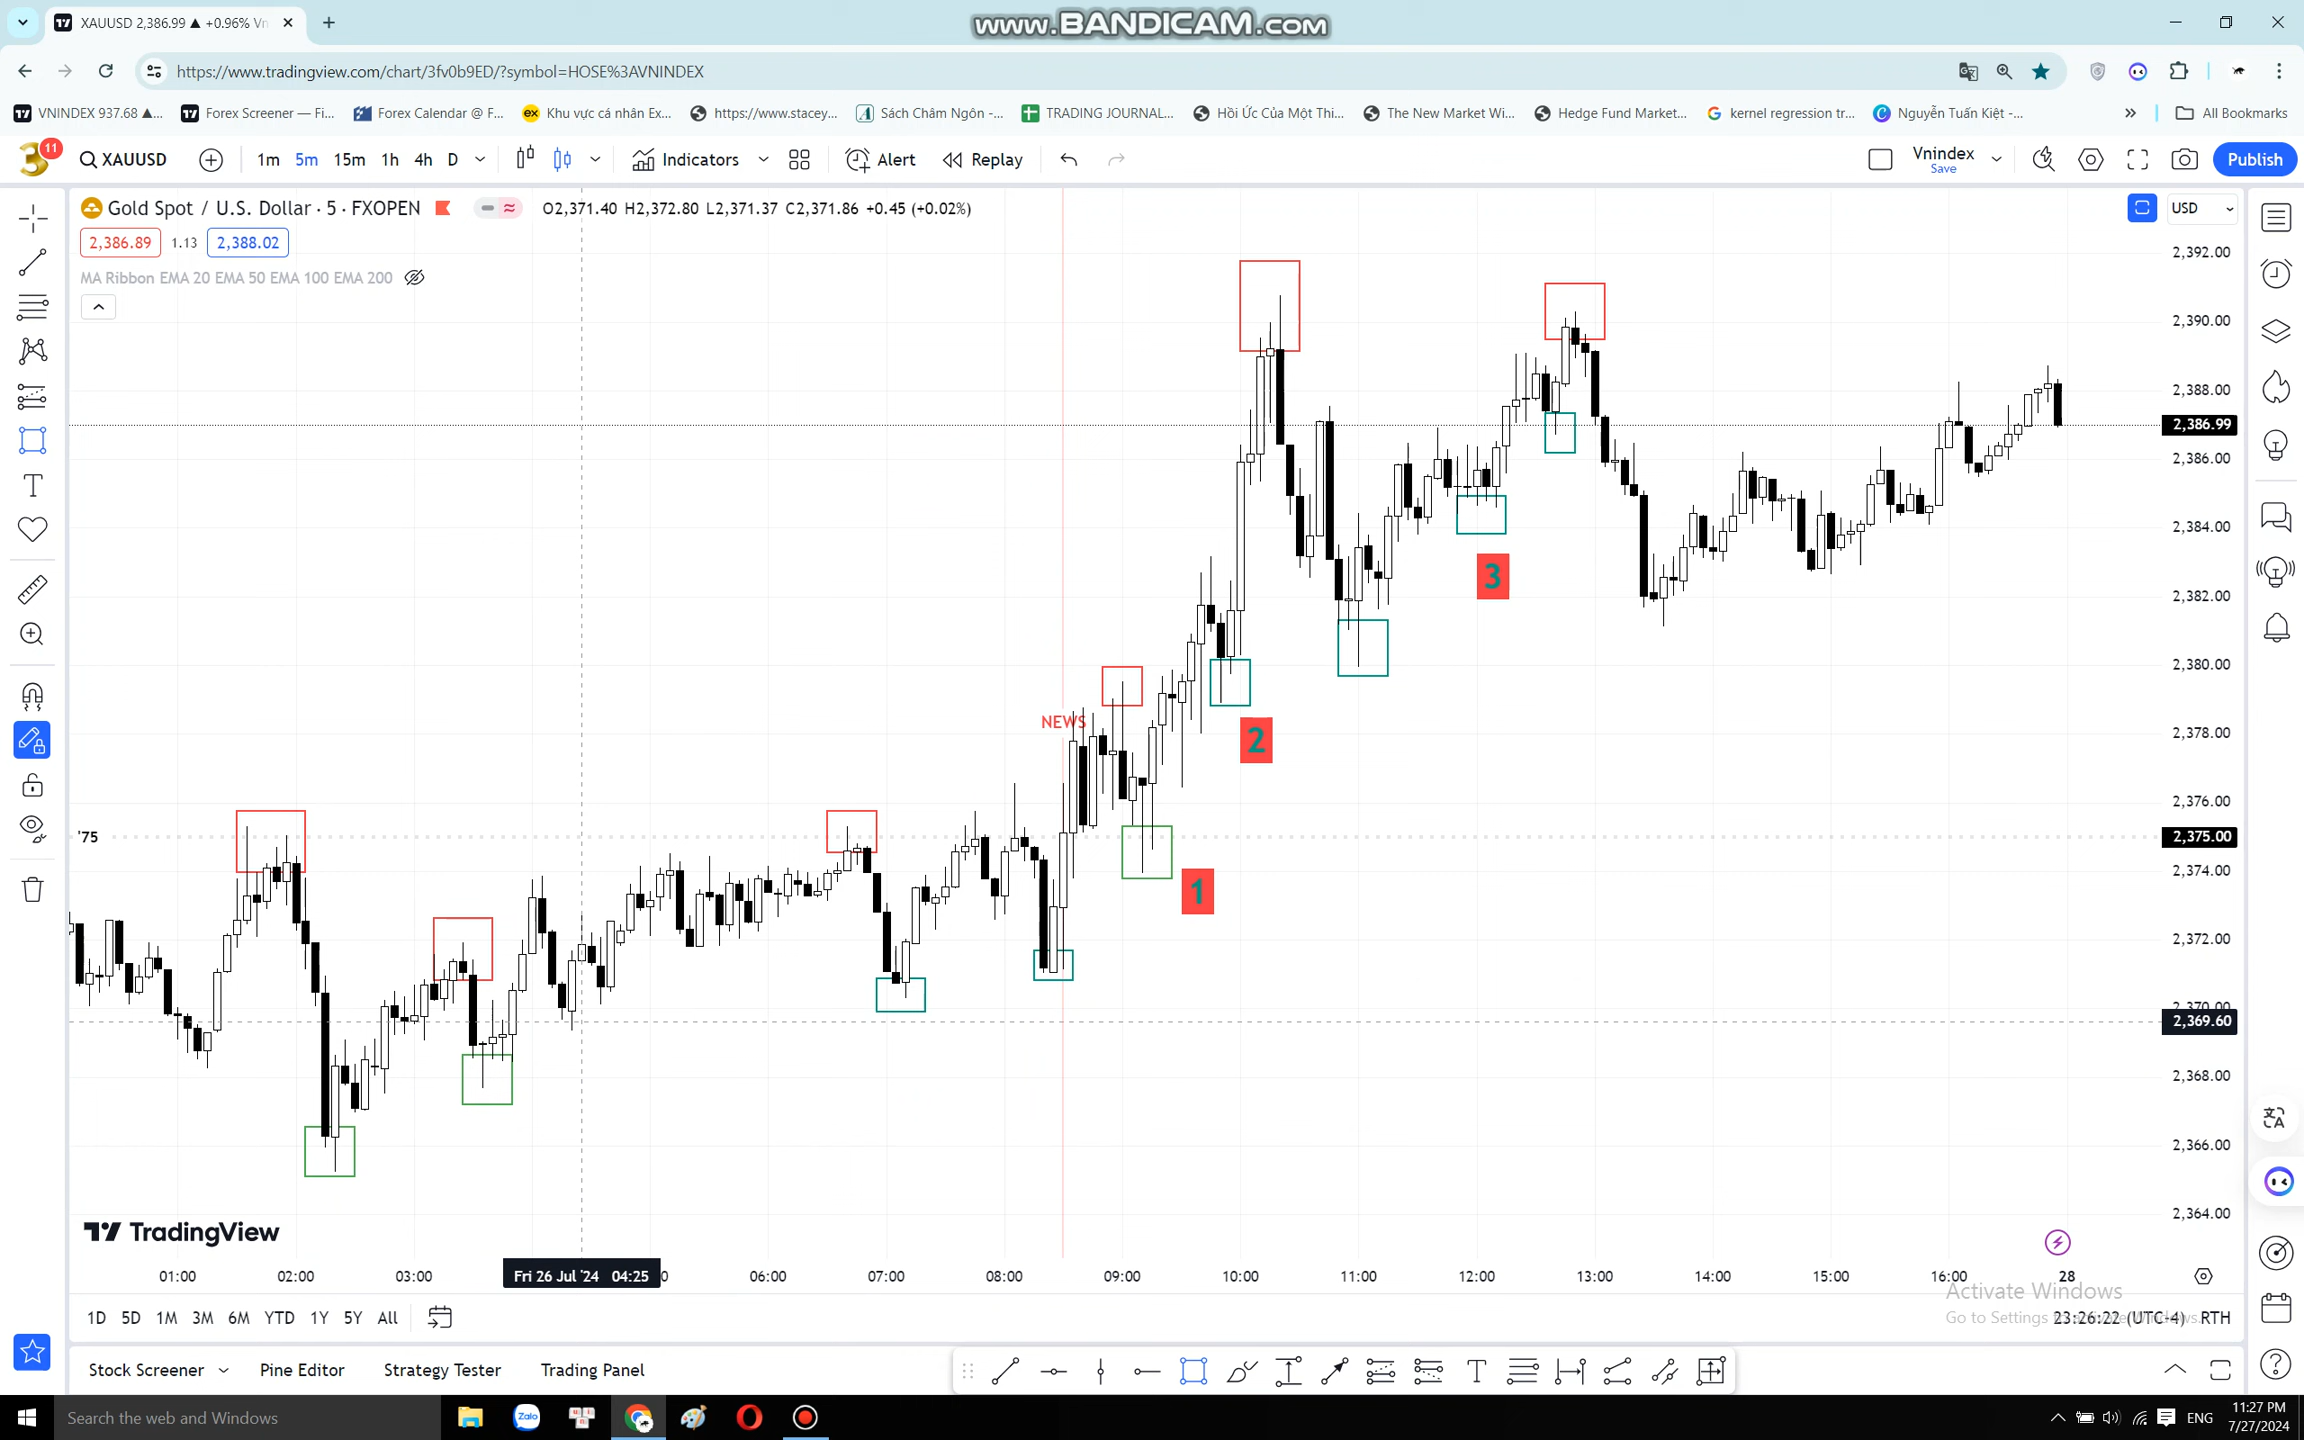 XAUUSD 2,386.99 ▲ +0.96% Vn
www.BANDICAM.com
https://www.tradingview.com/chart/3fv0b9ED/?symbol=HOSE%3AVNINDEX
VNINDEX 937.68 ▲... Forex Screener — Fi... Forex Calendar @ F... Khu vực cá nhân Ex... https://www.stacey... Sách Châm Ngôn -... TRADING JOURNAL... Hồi Ức Của Một Thi... The New Market Wi... Hedge Fund Market... kernel regression tr... Nguyễn Tuấn Kiệt -... All Bookmarks
11 XAUUSD 1m 5m 15m 1h 4h D Indicators Alert Replay Vnindex Save Publish
Gold Spot / U.S. Dollar · 5 · FXOPEN O2,371.40 H2,372.80 L2,371.37 C2,371.86 +0.45 (+0.02%) USD
2,386.89 1.13 2,388.02
MA Ribbon EMA 20 EMA 50 EMA 100 EMA 200
2,392.00
2,390.00
2,388.00
2,386.99
2,386.00
2,384.00
3
2,382.00
2,380.00
NEWS
2
2,378.00
2,376.00
'75 2,375.00
2,374.00
1
2,372.00
2,370.00
2,369.60
2,368.00
2,366.00
2,364.00
TradingView
01:00 02:00 03:00 Fri 26 Jul '24 04:25 06:00 07:00 08:00 09:00 10:00 11:00 12:00 13:00 14:00 15:00 16:00 28
Activate Windows
1D 5D 1M 3M 6M YTD 1Y 5Y All Go to Settings 23:26:22 (UTC-4) RTH
Stock Screener Pine Editor Strategy Tester Trading Panel
Search the web and Windows Zalo ENG 11:27 PM
7/27/2024